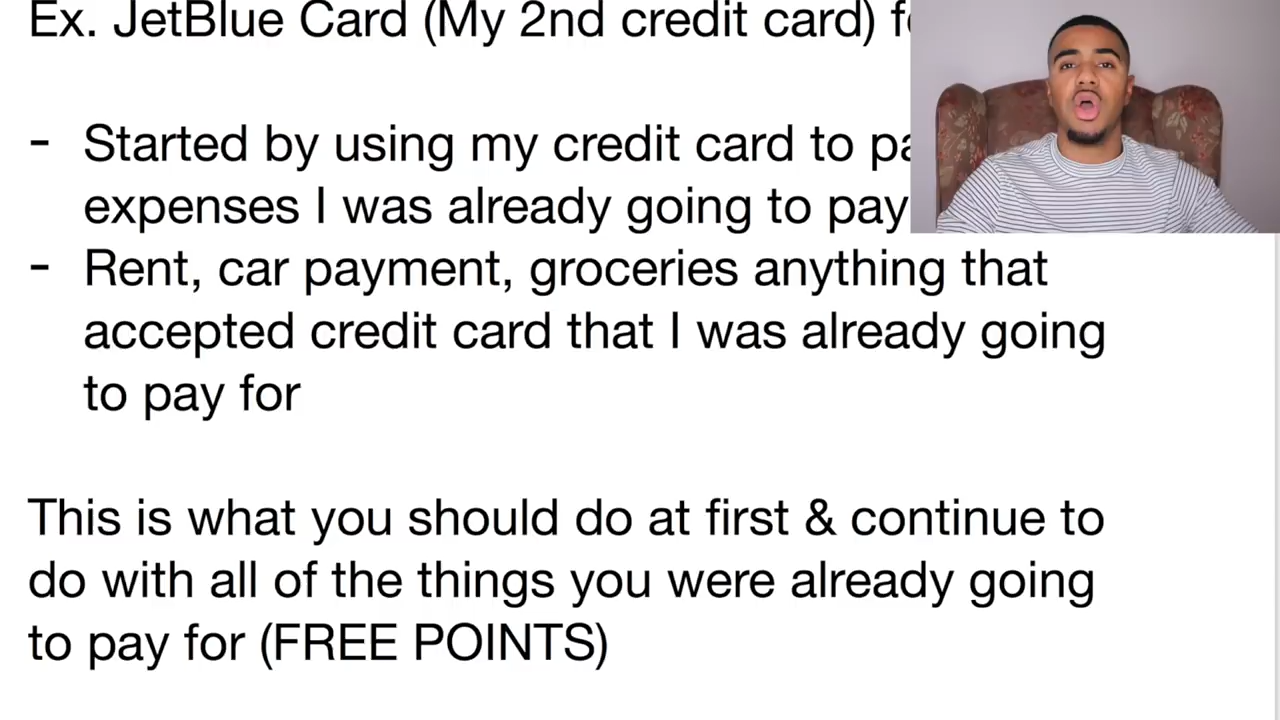 Ex. JetBlue Card (My 2nd credit card)
- Started by using my credit card to
expenses I was already going to pay
- Rent, car payment, groceries anything that
accepted credit card that I was already going
to pay for
This is what you should do at first & continue to
do with all of the things you were already going
to pay for (FREE POINTS)